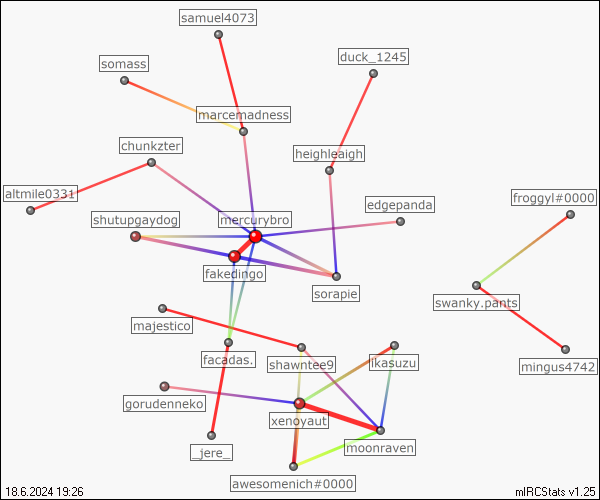 samuel4073
duck_1245
somass
marcemadness
chunkzter
heighleaigh
altmile0331
froggyl#0000
edgepanda
shutupgaydog
mercurybro
fakedingo
sorapie
swanky.pants
majestico
facadas.
shawntee9
ikasuzu
mingus4742
gorudenneko
xenoyaut
moonraven
_jere_
awesomenich#0000
18.6.2024 19:26
mIRCStats v1.25